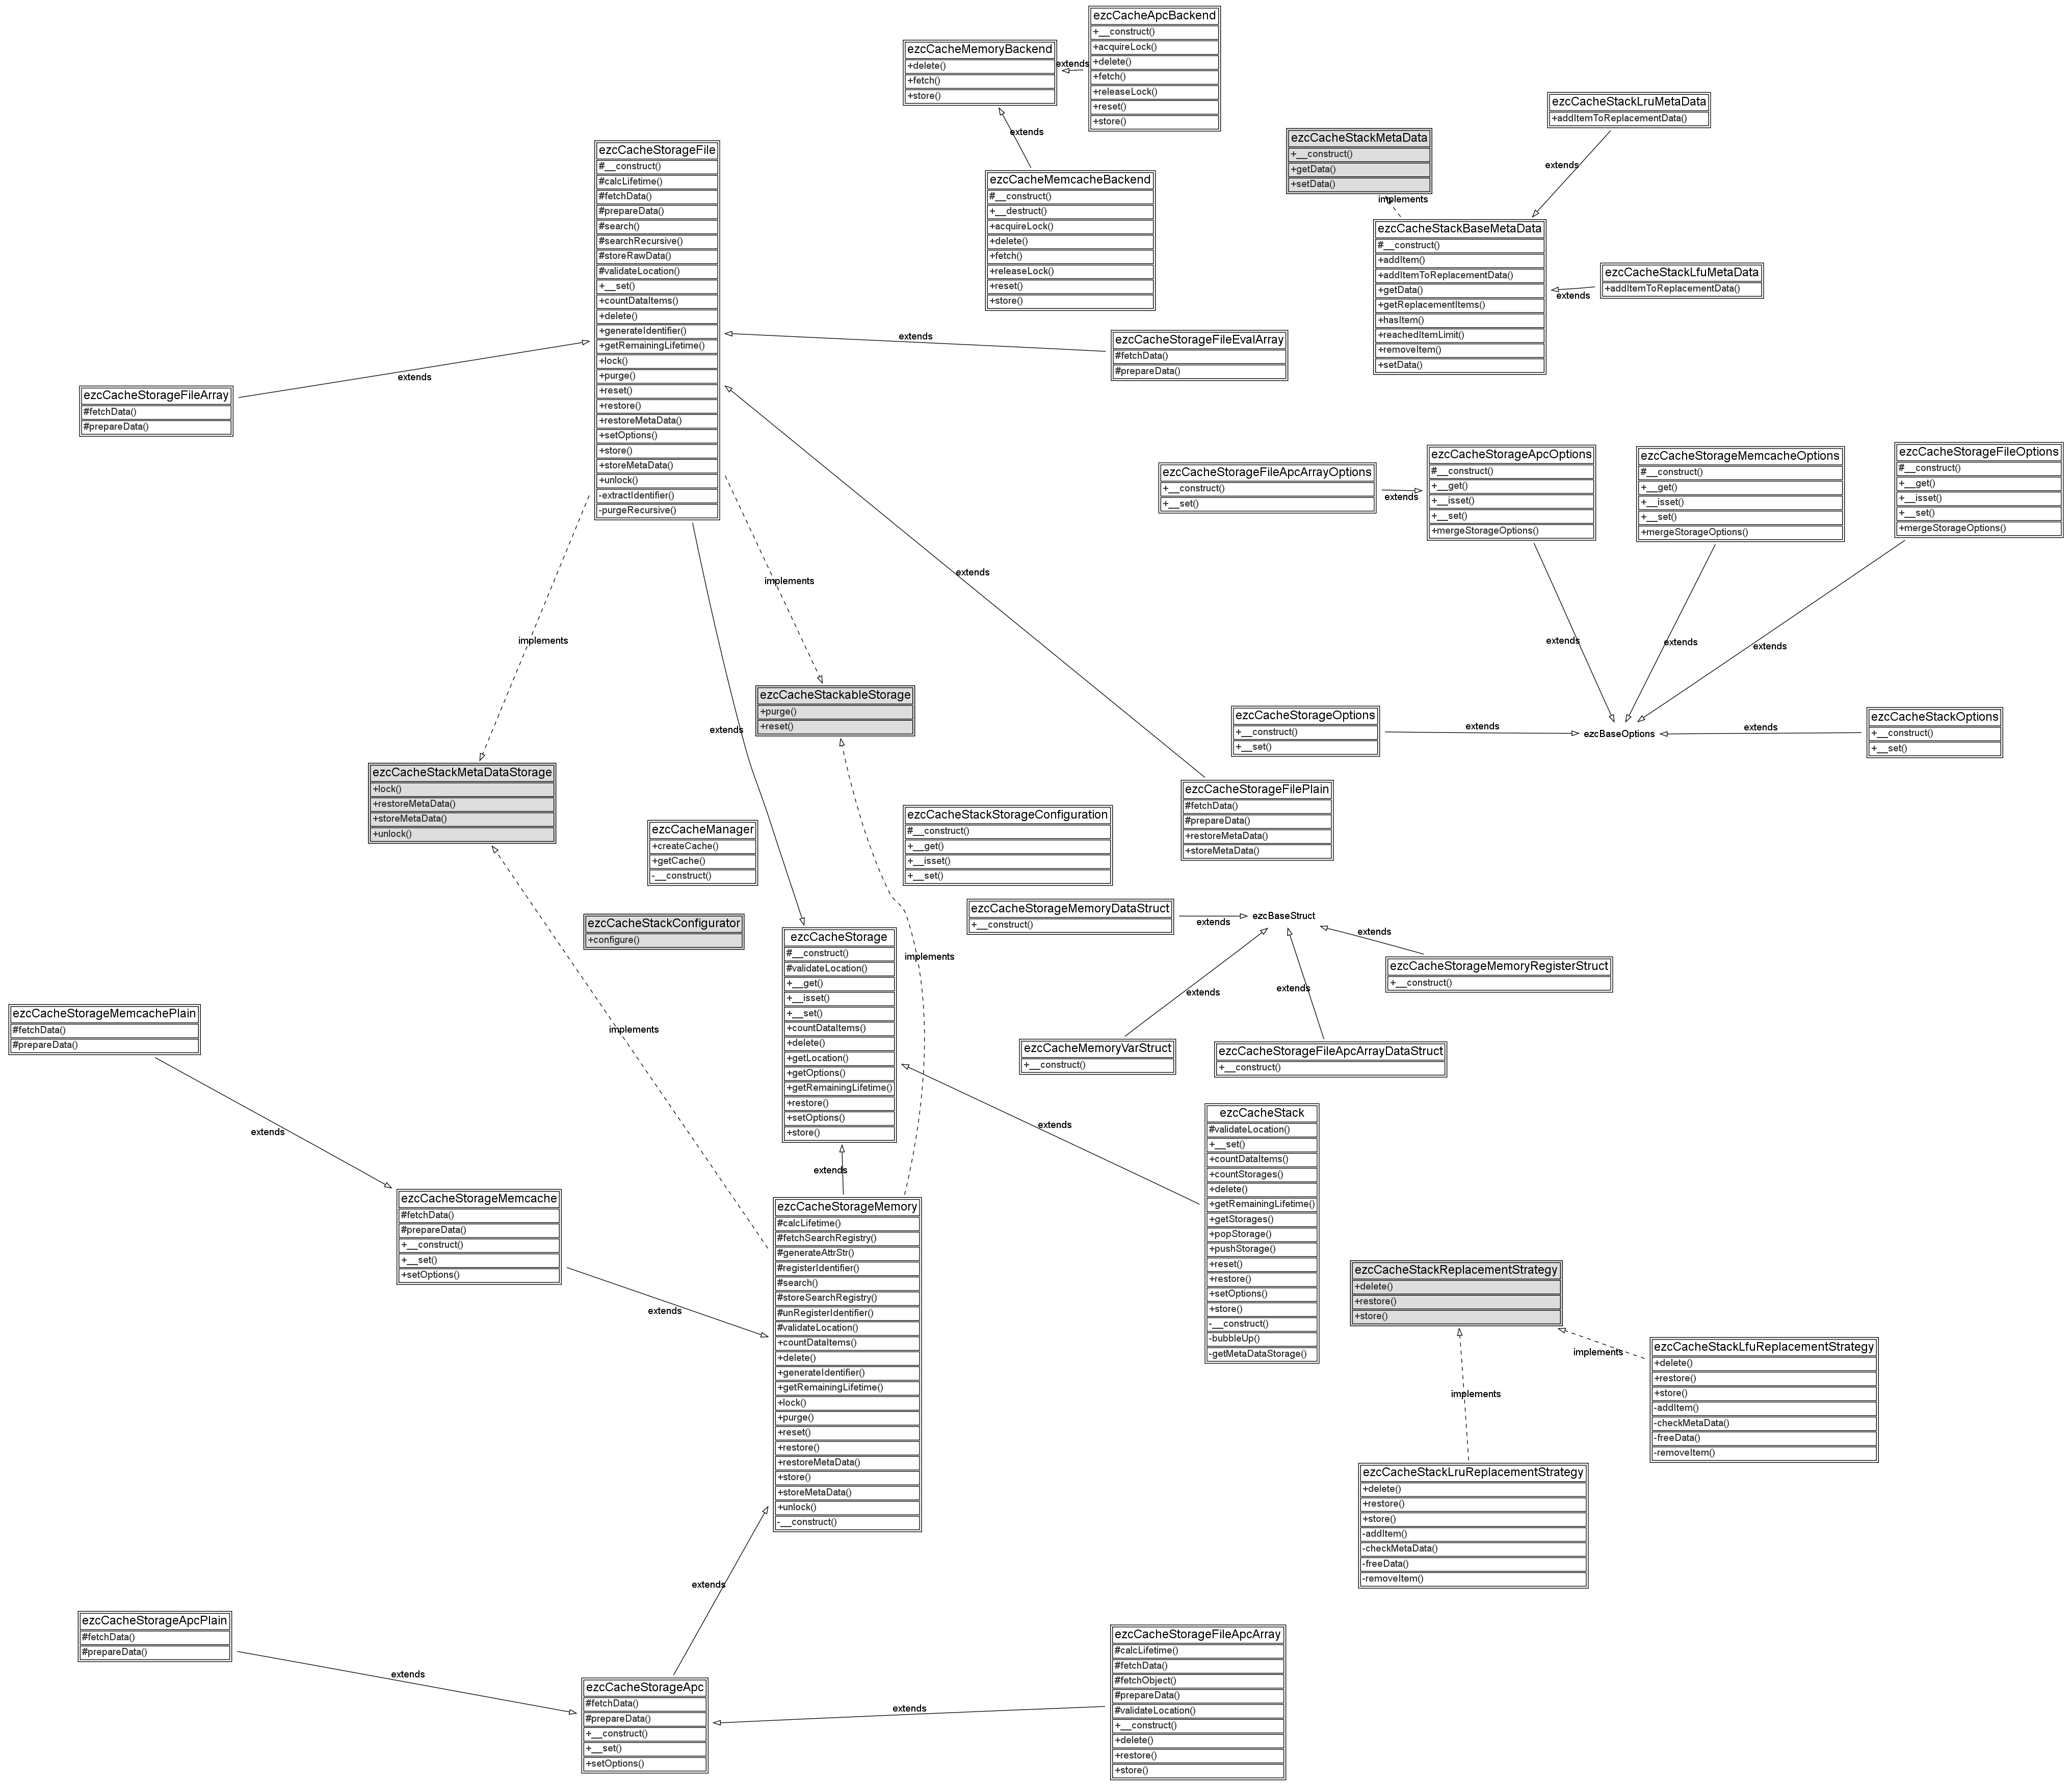 ezcCacheApcBackend
+__construct()
+acquireLock()
+delete()
+fetch()
+releaseLock()
+reset()
+store()
ezcCacheMemoryBackend
+delete()
+fetch()
+store()
extends
extends
ezcCacheMemcacheBackend
#__construct()
+__destruct()
+acquireLock()
+delete()
+fetch()
+releaseLock()
+reset()
+store()
ezcCacheStackLruMetaData
+addItemToReplacementData()
extends
ezcCacheStackMetaData
+__construct()
+getData()
+setData()
implements
ezcCacheStackBaseMetaData
#__construct()
+addItem()
+addItemToReplacementData()
+getData()
+getReplacementItems()
+hasItem()
+reachedItemLimit()
+removeItem()
+setData()
ezcCacheStackLfuMetaData
+addItemToReplacementData()
extends
ezcCacheStorageFile
#__construct()
#calcLifetime()
#fetchData()
#prepareData()
#search()
#searchRecursive()
#storeRawData()
#validateLocation()
+__set()
+countDataItems()
+delete()
+generateIdentifier()
+getRemainingLifetime()
+lock()
+purge()
+reset()
+restore()
+restoreMetaData()
+setOptions()
+store()
+storeMetaData()
+unlock()
-extractIdentifier()
-purgeRecursive()
extends
ezcCacheStorageFileEvalArray
#fetchData()
#prepareData()
extends
ezcCacheStorageFileArray
#fetchData()
#prepareData()
ezcCacheStorageFileApcArrayOptions
+__construct()
+__set()
extends
ezcCacheStorageApcOptions
#__construct()
+__get()
+__isset()
+__set()
+mergeStorageOptions()
ezcCacheStorageMemcacheOptions
#__construct()
+__get()
+__isset()
+__set()
+mergeStorageOptions()
ezcCacheStorageFileOptions
#__construct()
+__get()
+__isset()
+__set()
+mergeStorageOptions()
extends
implements
implements
extends
extends
extends
ezcCacheStackableStorage
+purge()
+reset()
extends
ezcCacheStorageOptions
+__construct()
+__set()
extends
ezcBaseOptions
extends
ezcCacheStackOptions
+__construct()
+__set()
ezcCacheStackMetaDataStorage
+lock()
+restoreMetaData()
+storeMetaData()
+unlock()
ezcCacheStorageFilePlain
#fetchData()
#prepareData()
+restoreMetaData()
+storeMetaData()
ezcCacheManager
+createCache()
+getCache()
-__construct()
ezcCacheStackStorageConfiguration
#__construct()
+__get()
+__isset()
+__set()
ezcCacheStackConfigurator
+configure()
ezcCacheStorageMemoryDataStruct
+__construct()
extends
ezcBaseStruct
extends
ezcCacheStorageMemoryRegisterStruct
+__construct()
extends
extends
ezcCacheMemoryVarStruct
+__construct()
ezcCacheStorageFileApcArrayDataStruct
+__construct()
ezcCacheStorage
#__construct()
#validateLocation()
+__get()
+__isset()
+__set()
+countDataItems()
+delete()
+getLocation()
+getOptions()
+getRemainingLifetime()
+restore()
+setOptions()
+store()
implements
implements
ezcCacheStorageMemcachePlain
#fetchData()
#prepareData()
extends
extends
extends
ezcCacheStack
#validateLocation()
+__set()
+countDataItems()
+countStorages()
+delete()
+getRemainingLifetime()
+getStorages()
+popStorage()
+pushStorage()
+reset()
+restore()
+setOptions()
+store()
-__construct()
-bubbleUp()
-getMetaDataStorage()
ezcCacheStorageMemcache
#fetchData()
#prepareData()
+__construct()
+__set()
+setOptions()
extends
ezcCacheStorageMemory
#calcLifetime()
#fetchSearchRegistry()
#generateAttrStr()
#registerIdentifier()
#search()
#storeSearchRegistry()
#unRegisterIdentifier()
#validateLocation()
+countDataItems()
+delete()
+generateIdentifier()
+getRemainingLifetime()
+lock()
+purge()
+reset()
+restore()
+restoreMetaData()
+store()
+storeMetaData()
+unlock()
-__construct()
ezcCacheStackReplacementStrategy
+delete()
+restore()
+store()
implements
implements
ezcCacheStackLfuReplacementStrategy
+delete()
+restore()
+store()
-addItem()
-checkMetaData()
-freeData()
-removeItem()
ezcCacheStackLruReplacementStrategy
+delete()
+restore()
+store()
-addItem()
-checkMetaData()
-freeData()
-removeItem()
extends
ezcCacheStorageApcPlain
#fetchData()
#prepareData()
extends
ezcCacheStorageApc
#fetchData()
#prepareData()
+__construct()
+__set()
+setOptions()
extends
ezcCacheStorageFileApcArray
#calcLifetime()
#fetchData()
#fetchObject()
#prepareData()
#validateLocation()
+__construct()
+delete()
+restore()
+store()